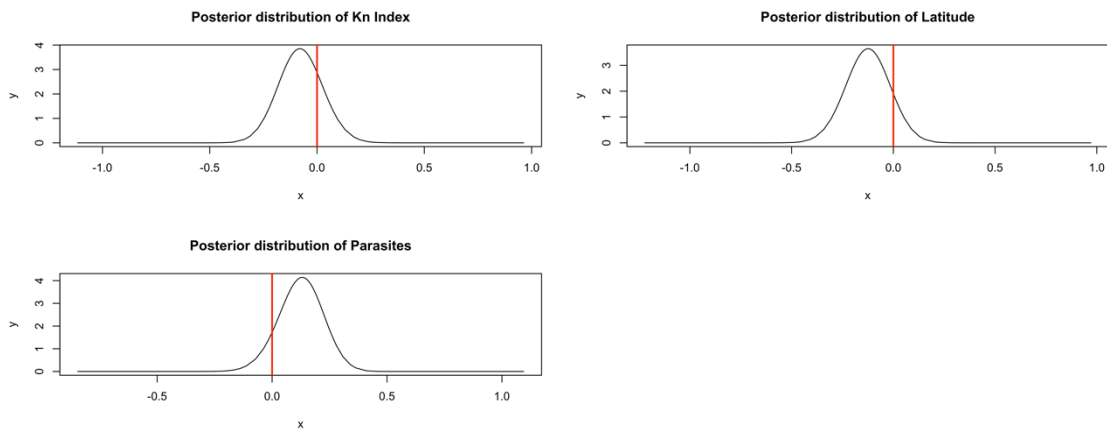 Posterior distribution of Kn Index
y
0 1 2 3 4
-1.0 -0.5 0.0 0.5 1.0
x
Posterior distribution of Latitude
y
0 1 2 3
-1.0 -0.5 0.0 0.5 1.0
x
Posterior distribution of Parasites
y
0 1 2 3 4
-0.5 0.0 0.5 1.0
x